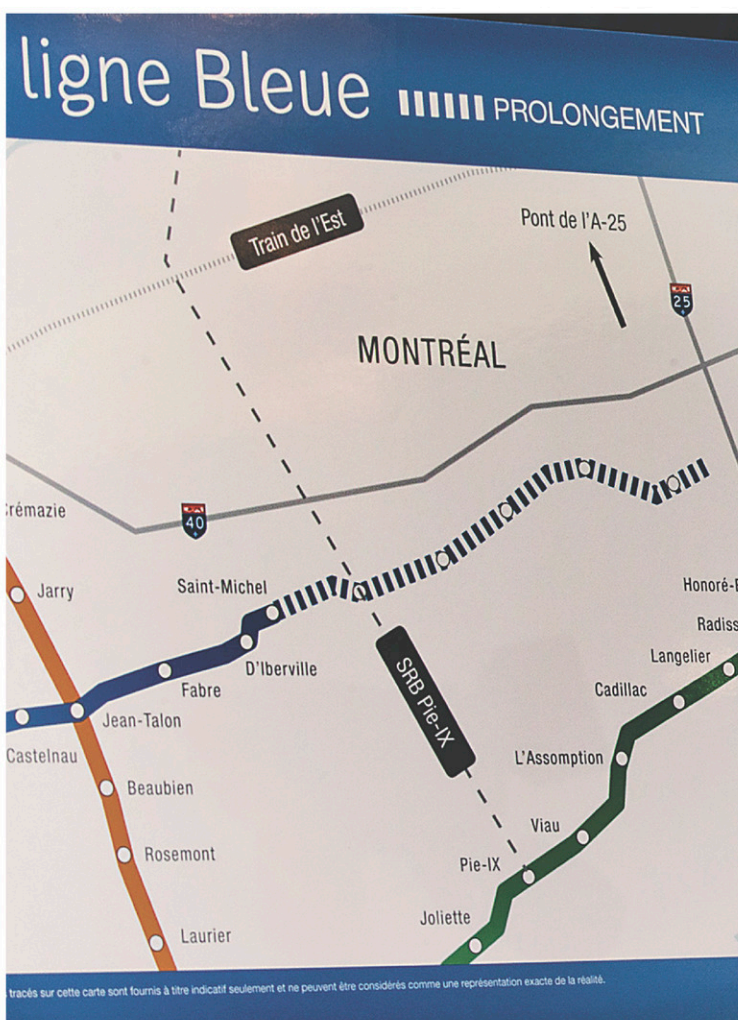 ligne Bleue
PROLONGEMENT
Train de l'Est
Pont de l'A-25
25
MONTRÉAL
40
Jarry
Saint-Michel
D'Iberville
Fabre
Jean-Talon
Castelnau
Beaubien
Rosemont
Laurier
SRB Pie-IX
Langelier
Cadillac
L'Assomption
Viau
Pie-IX
Joliette
tracés sur cette carte sont fournis à titre indicatif seulement et ne peuvent être considérés comme une représentation exacte de la réalité.